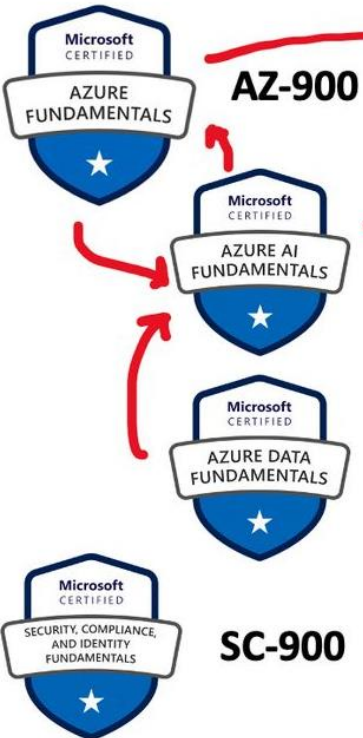 Microsoft
CERTIFIED
AZURE
FUNDAMENTALS
AZ-900
Microsoft
CERTIFIED
AZURE AI
FUNDAMENTALS
Microsoft
CERTIFIED
AZURE DATA
FUNDAMENTALS
Microsoft
CERTIFIED
SECURITY, COMPLIANCE,
AND IDENTITY
FUNDAMENTALS
SC-900